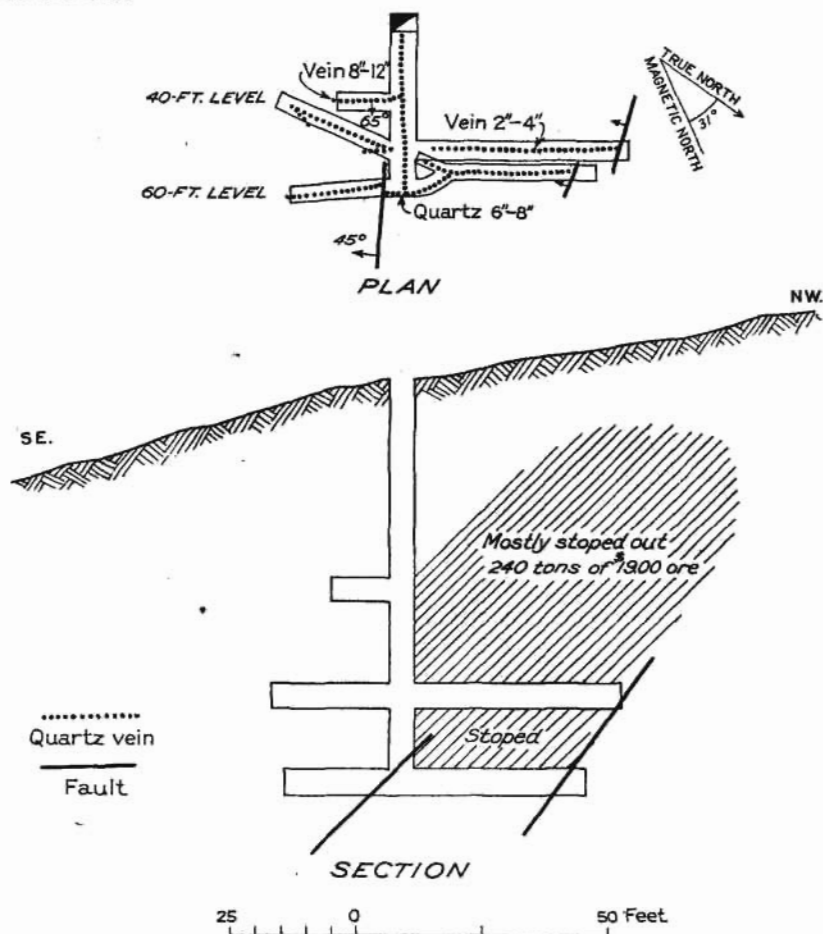 Vein 8"-12"
40-FT. LEVEL
65°
Vein 2"-4"
TRUE NORTH
MAGNETIC NORTH
31°
60-FT. LEVEL
Quartz 6"-8"
45°
PLAN
NW.
SE.
Mostly stoped out
240 tons of $19.00 ore
Stoped
Quartz vein
Fault
SECTION
25 0 50 Feet